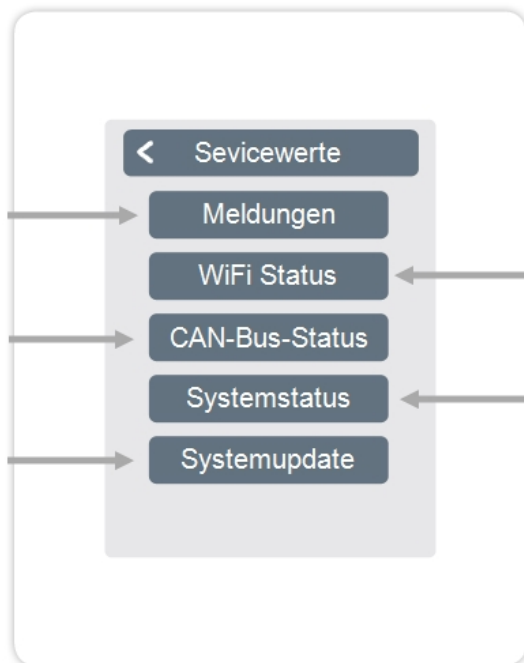 Sevicewerte
Meldungen
WiFi Status
CAN-Bus-Status
Systemstatus
Systemupdate